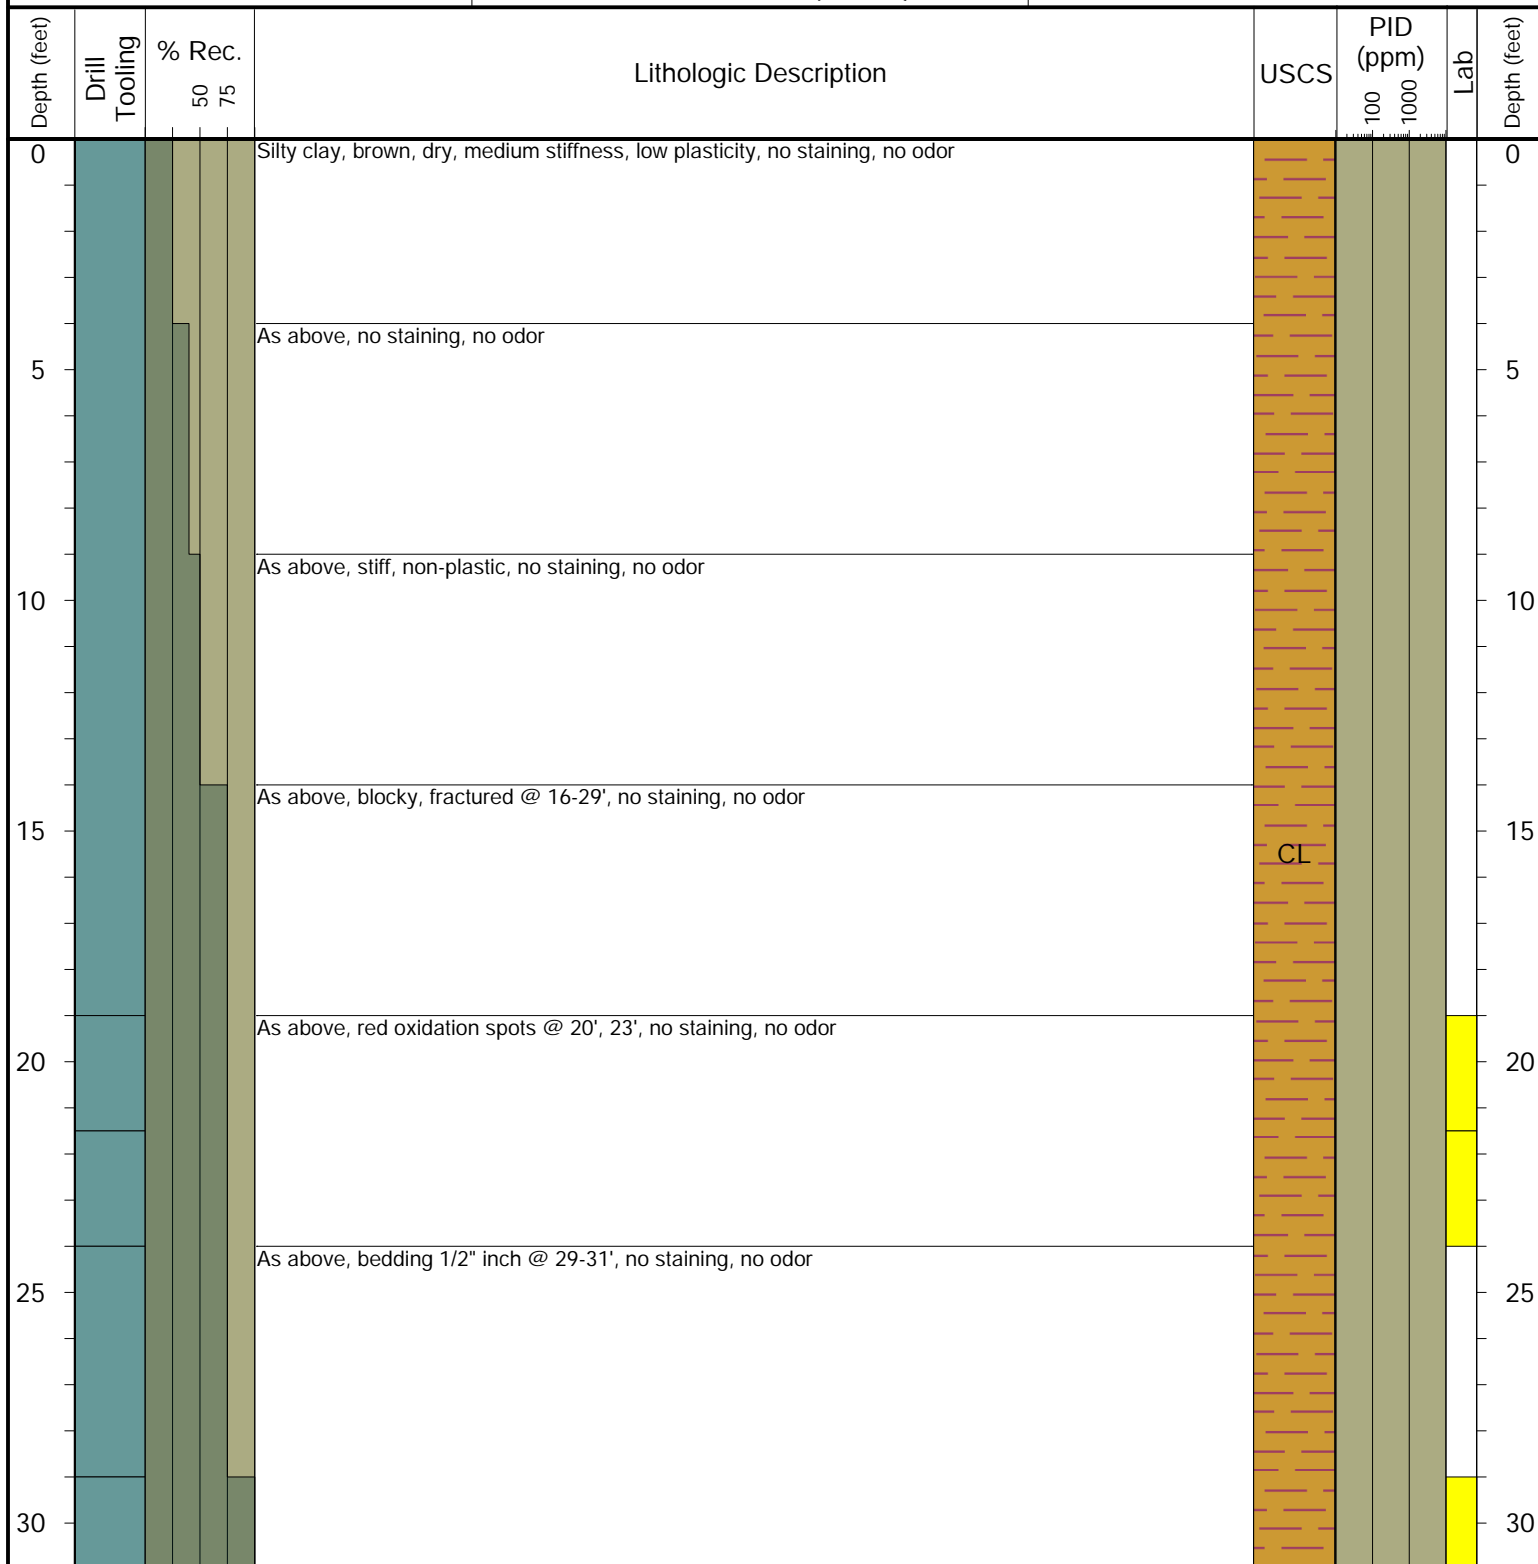 Depth (feet)
Drill
Tooling
% Rec.
50
75
Lithologic Description
USCS
PID
(ppm)
100
1000
Lab
Depth (feet)
0
Silty clay, brown, dry, medium stiffness, low plasticity, no staining, no odor
0
As above, no staining, no odor
5
5
As above, stiff, non-plastic, no staining, no odor
10
10
As above, blocky, fractured @ 16-29', no staining, no odor
15
15
CL
As above, red oxidation spots @ 20', 23', no staining, no odor
20
20
As above, bedding 1/2" inch @ 29-31', no staining, no odor
25
25
30
30